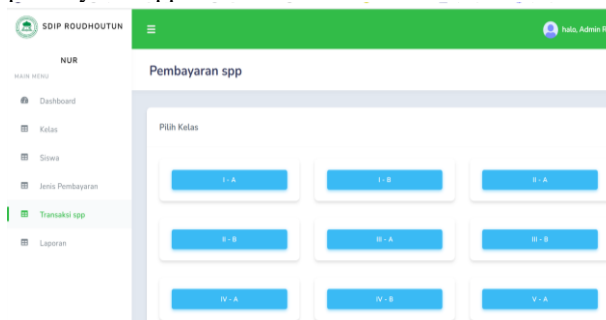 SDIP ROUDHOUTUN
NUR
halo, Admin R
MAIN MENU
Dashboard
Kelas
Siswa
Jenis Pembayaran
Transaksi spp
Laporan
Pembayaran spp
Pilih Kelas
I - A
I - B
II - A
II - B
III - A
III - B
IV - A
IV - B
V - A